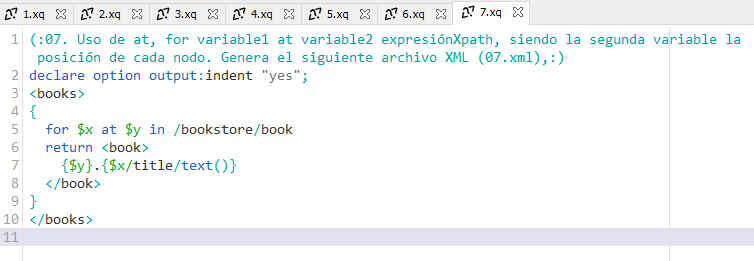 1.xq 2.xq 3.xq 4.xq 5.xq 6.xq 7.xq
1 (:07. Uso de at, for variable1 at variable2 expresiónXpath, siendo la segunda variable la
posición de cada nodo. Genera el siguiente archivo XML (07.xml),:)
2 declare option output:indent "yes";
3 <books>
4 {
5 for $x at $y in /bookstore/book
6 return <book>
7 {$y}.{$x/title/text()}
8 </book>
9 }
10 </books>
11